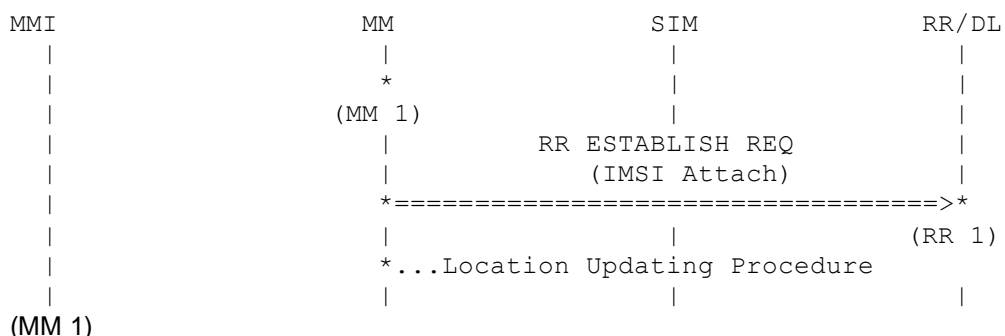 MMI MM SIM RR/DL
| | | |
| * | |
| (MM 1) | |
| | RR ESTABLISH REQ |
| | (IMSI Attach) |
| *==================================>*
| | | (RR 1)
| *...Location Updating Procedure
| | | |
(MM 1)